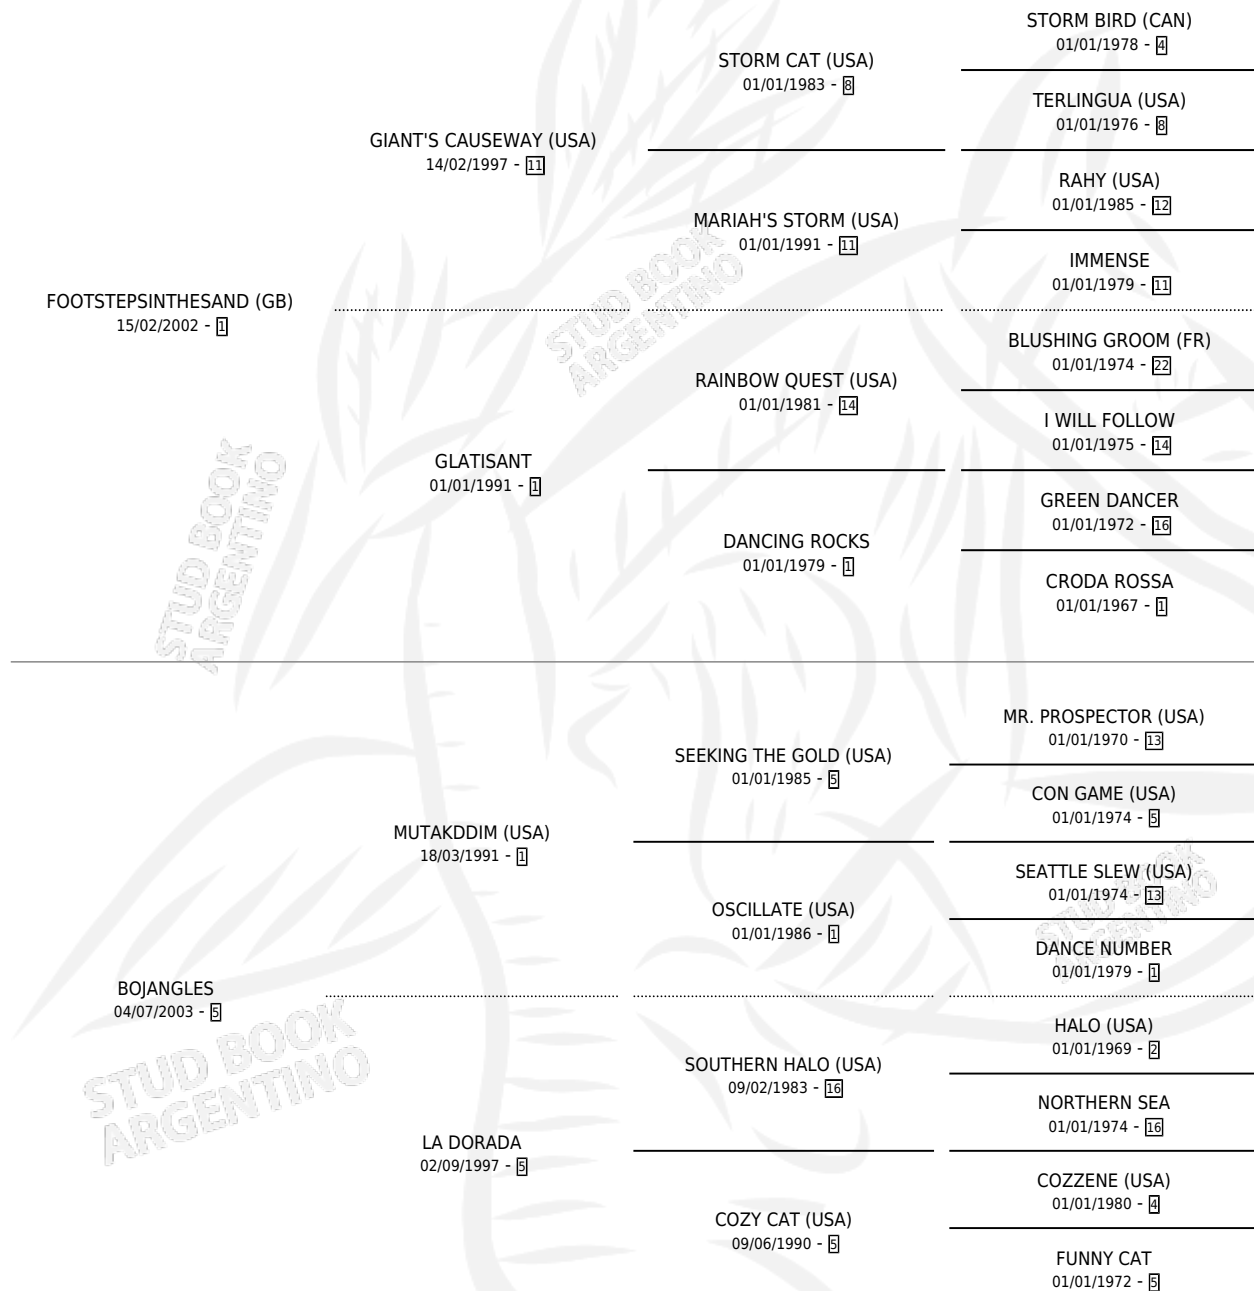 STORM BIRD (CAN)
01/01/1978 - 4
STORM CAT (USA)
01/01/1983 - 8
TERLINGUA (USA)
01/01/1976 - 8
GIANT'S CAUSEWAY (USA)
14/02/1997 - 11
RAHY (USA)
01/01/1985 - 12
MARIAH'S STORM (USA)
01/01/1991 - 11
IMMENSE
01/01/1979 - 11
FOOTSTEPSINTHESAND (GB)
15/02/2002 - 1
BLUSHING GROOM (FR)
01/01/1974 - 22
RAINBOW QUEST (USA)
01/01/1981 - 14
I WILL FOLLOW
01/01/1975 - 14
GLATISANT
01/01/1991 - 1
GREEN DANCER
01/01/1972 - 16
DANCING ROCKS
01/01/1979 - 1
CRODA ROSSA
01/01/1967 - 1
MR. PROSPECTOR (USA)
01/01/1970 - 13
SEEKING THE GOLD (USA)
01/01/1985 - 5
CON GAME (USA)
01/01/1974 - 5
MUTAKDDIM (USA)
18/03/1991 - 1
SEATTLE SLEW (USA)
01/01/1974 - 13
OSCILLATE (USA)
01/01/1986 - 1
DANCE NUMBER
01/01/1979 - 1
BOJANGLES
04/07/2003 - 5
HALO (USA)
01/01/1969 - 2
SOUTHERN HALO (USA)
09/02/1983 - 16
NORTHERN SEA
01/01/1974 - 16
LA DORADA
02/09/1997 - 5
COZZENE (USA)
01/01/1980 - 4
COZY CAT (USA)
09/06/1990 - 5
FUNNY CAT
01/01/1972 - 5
STUD BOOK
ARGENTINO
STUD BOOK
ARGENTINO
STUD BOOK
ARGENTINO
STUD BOOK
ARGENTINO